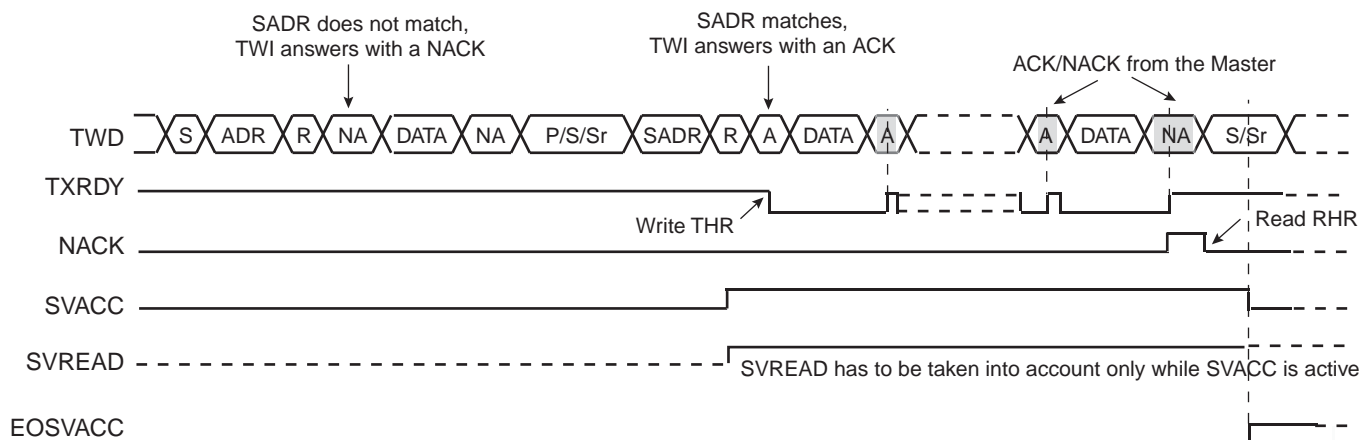 SADR does not match,
TWI answers with a NACK
SADR matches,
TWI answers with an ACK
ACK/NACK from the Master
TWD S ADR R NA DATA NA P/S/Sr SADR R A DATA A A DATA NA S/Sr
TXRDY
Write THR
Read RHR
NACK
SVACC
SVREAD
SVREAD has to be taken into account only while SVACC is active
EOSVACC